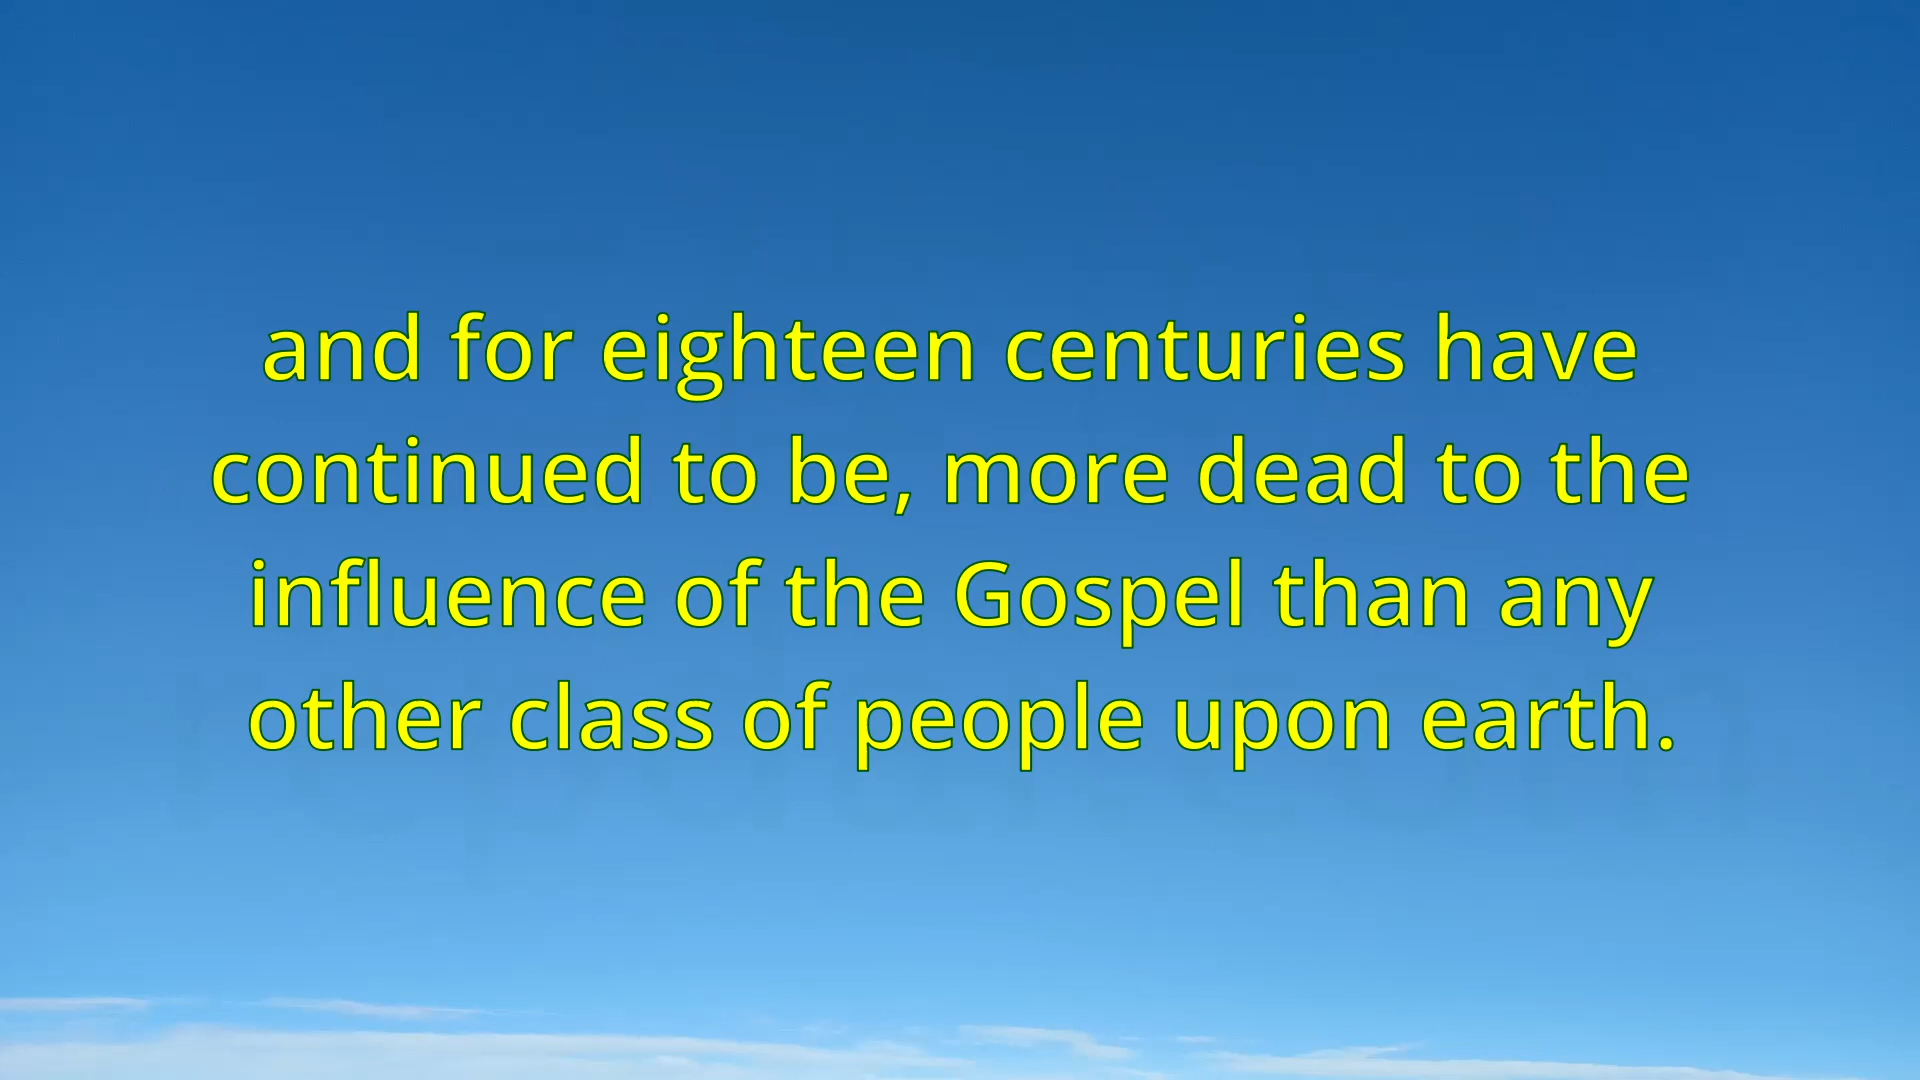 and for eighteen centuries have
continued to be, more dead to the
influence of the Gospel than any
other class of people upon earth.